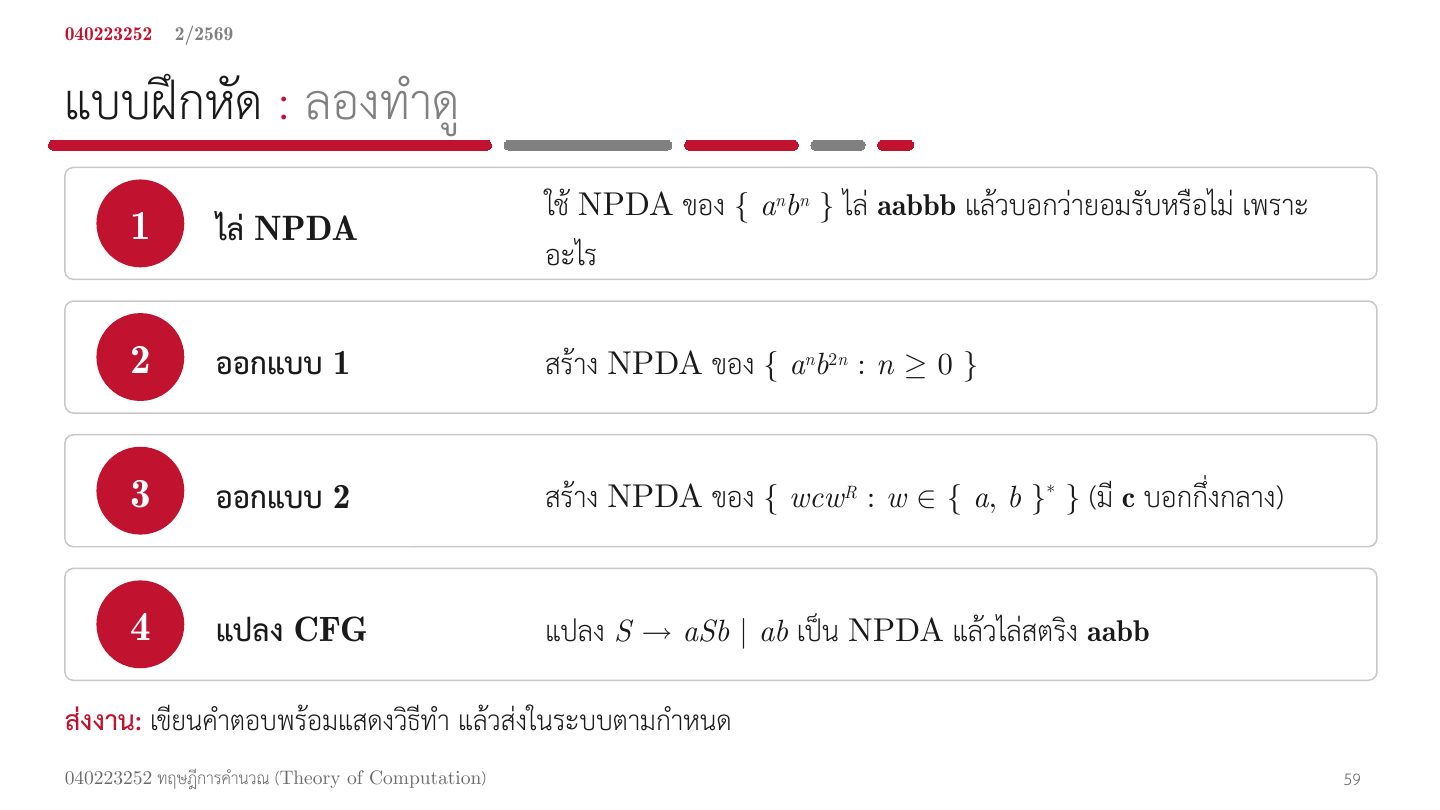 040223252 2/2569
แบบฝึกหัด : ลองทำดู
1 ไล่ NPDA ใช้ NPDA ของ { aⁿbⁿ } ไล่ aabbb แล้วบอกว่ายอมรับหรือไม่ เพราะ
อะไร
2 ออกแบบ 1 สร้าง NPDA ของ { aⁿb²ⁿ : n ≥ 0 }
3 ออกแบบ 2 สร้าง NPDA ของ { wcwᴿ : w ∈ { a, b }* } (มี c บอกกึ่งกลาง)
4 แปลง CFG แปลง S → aSb | ab เป็น NPDA แล้วไล่สตริง aabb
ส่งงาน: เขียนคำตอบพร้อมแสดงวิธีทำ แล้วส่งในระบบตามกำหนด
040223252 ทฤษฎีการคำนวณ (Theory of Computation) 59